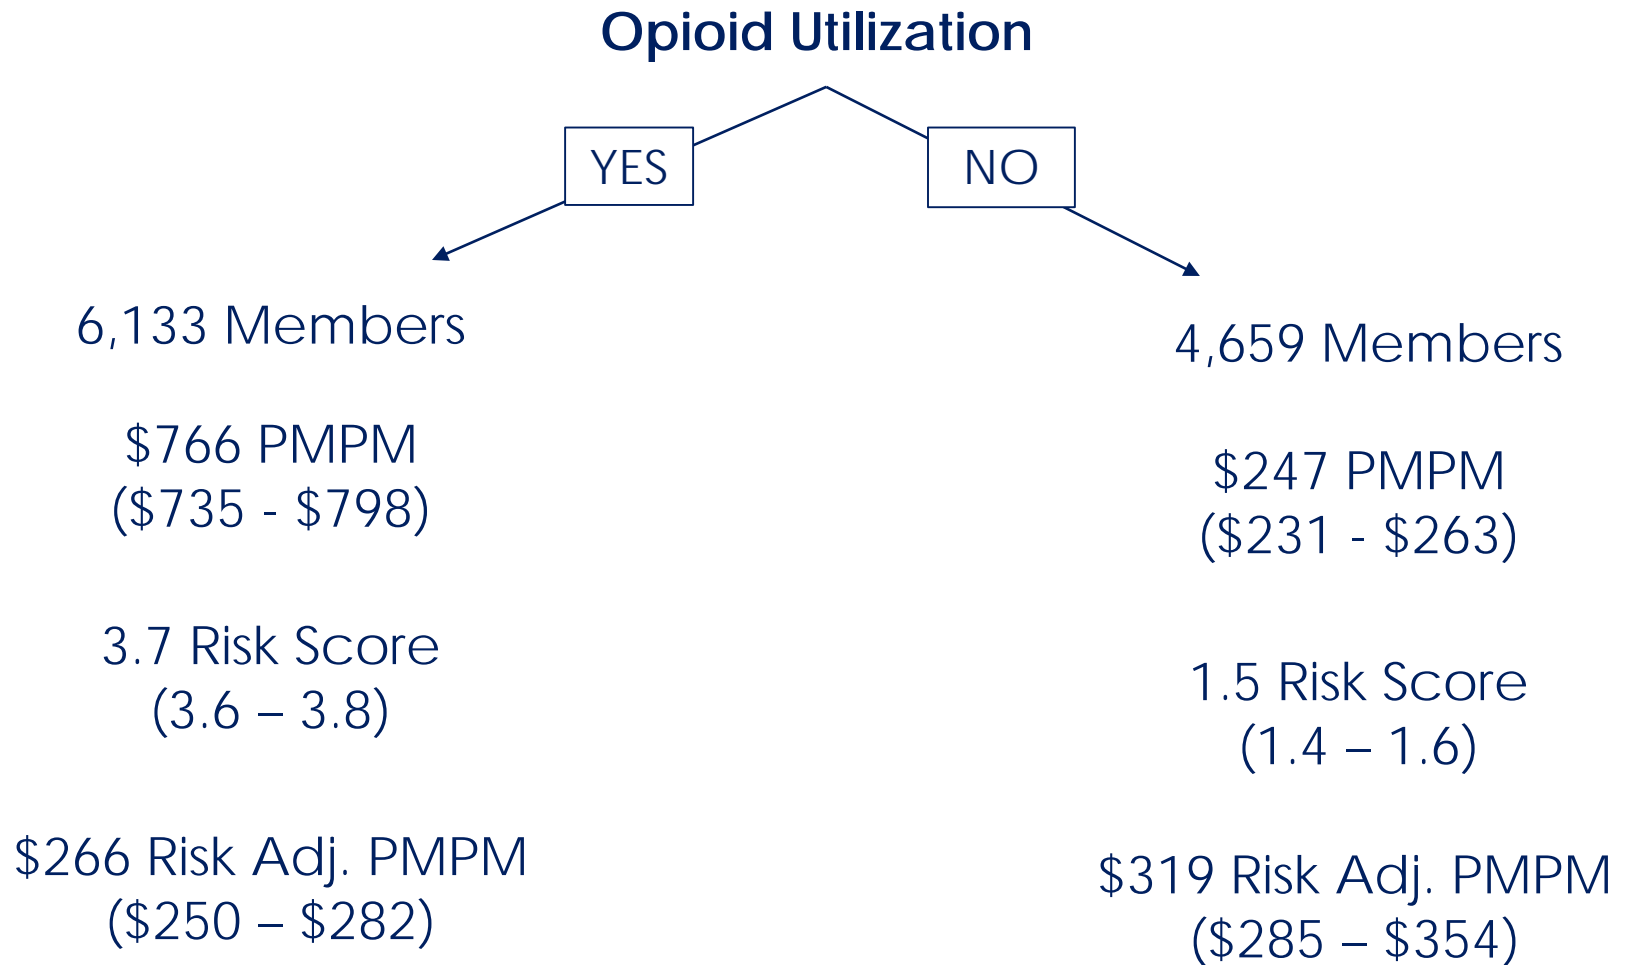 Opioid Utilization
YES
NO
6,133 Members
$766 PMPM
($735 - $798)
3.7 Risk Score
(3.6 – 3.8)
$266 Risk Adj. PMPM
($250 – $282)
4,659 Members
$247 PMPM
($231 - $263)
1.5 Risk Score
(1.4 – 1.6)
$319 Risk Adj. PMPM
($285 – $354)